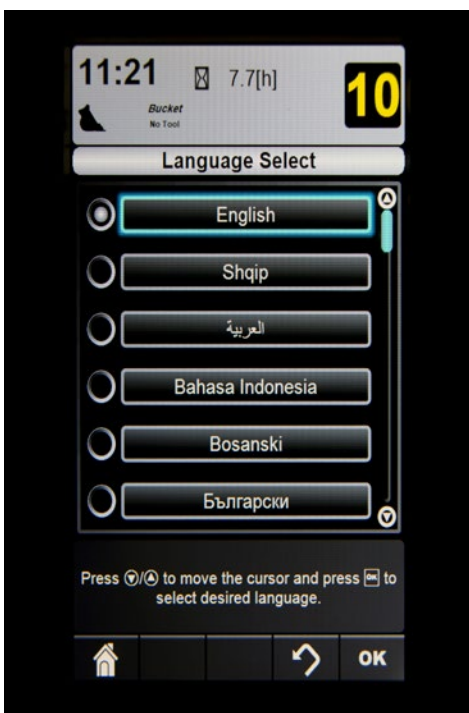 11:21
7.7[h]
10
Bucket
No Tool
Language Select
English
Shqip
العربية
Bahasa Indonesia
Bosanski
Български
Press ▽/△ to move the cursor and press OK to
select desired language.
OK